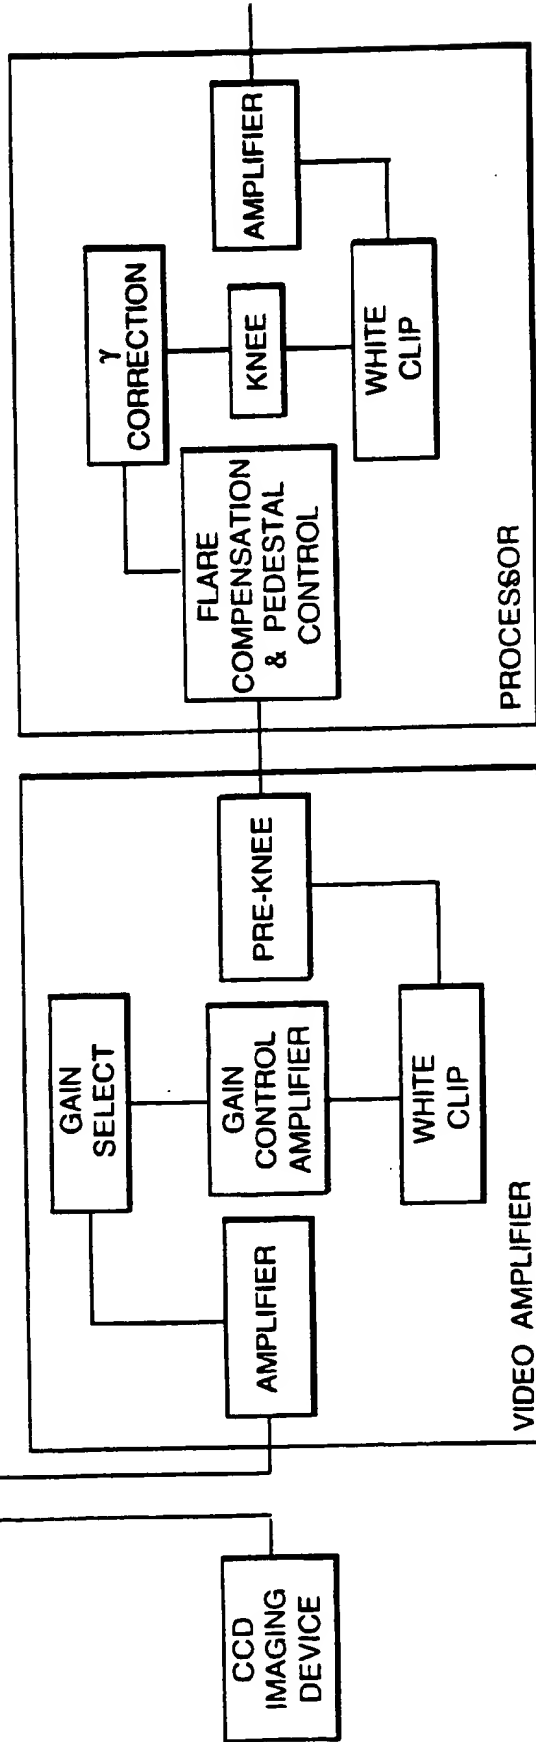 CCD
IMAGING
DEVICE
AMPLIFIER
GAIN
SELECT
GAIN
CONTROL
AMPLIFIER
WHITE
CLIP
PRE-KNEE
VIDEO AMPLIFIER
FLARE
COMPENSATION
& PEDESTAL
CONTROL
γ
CORRECTION
KNEE
WHITE
CLIP
AMPLIFIER
PROCESSOR